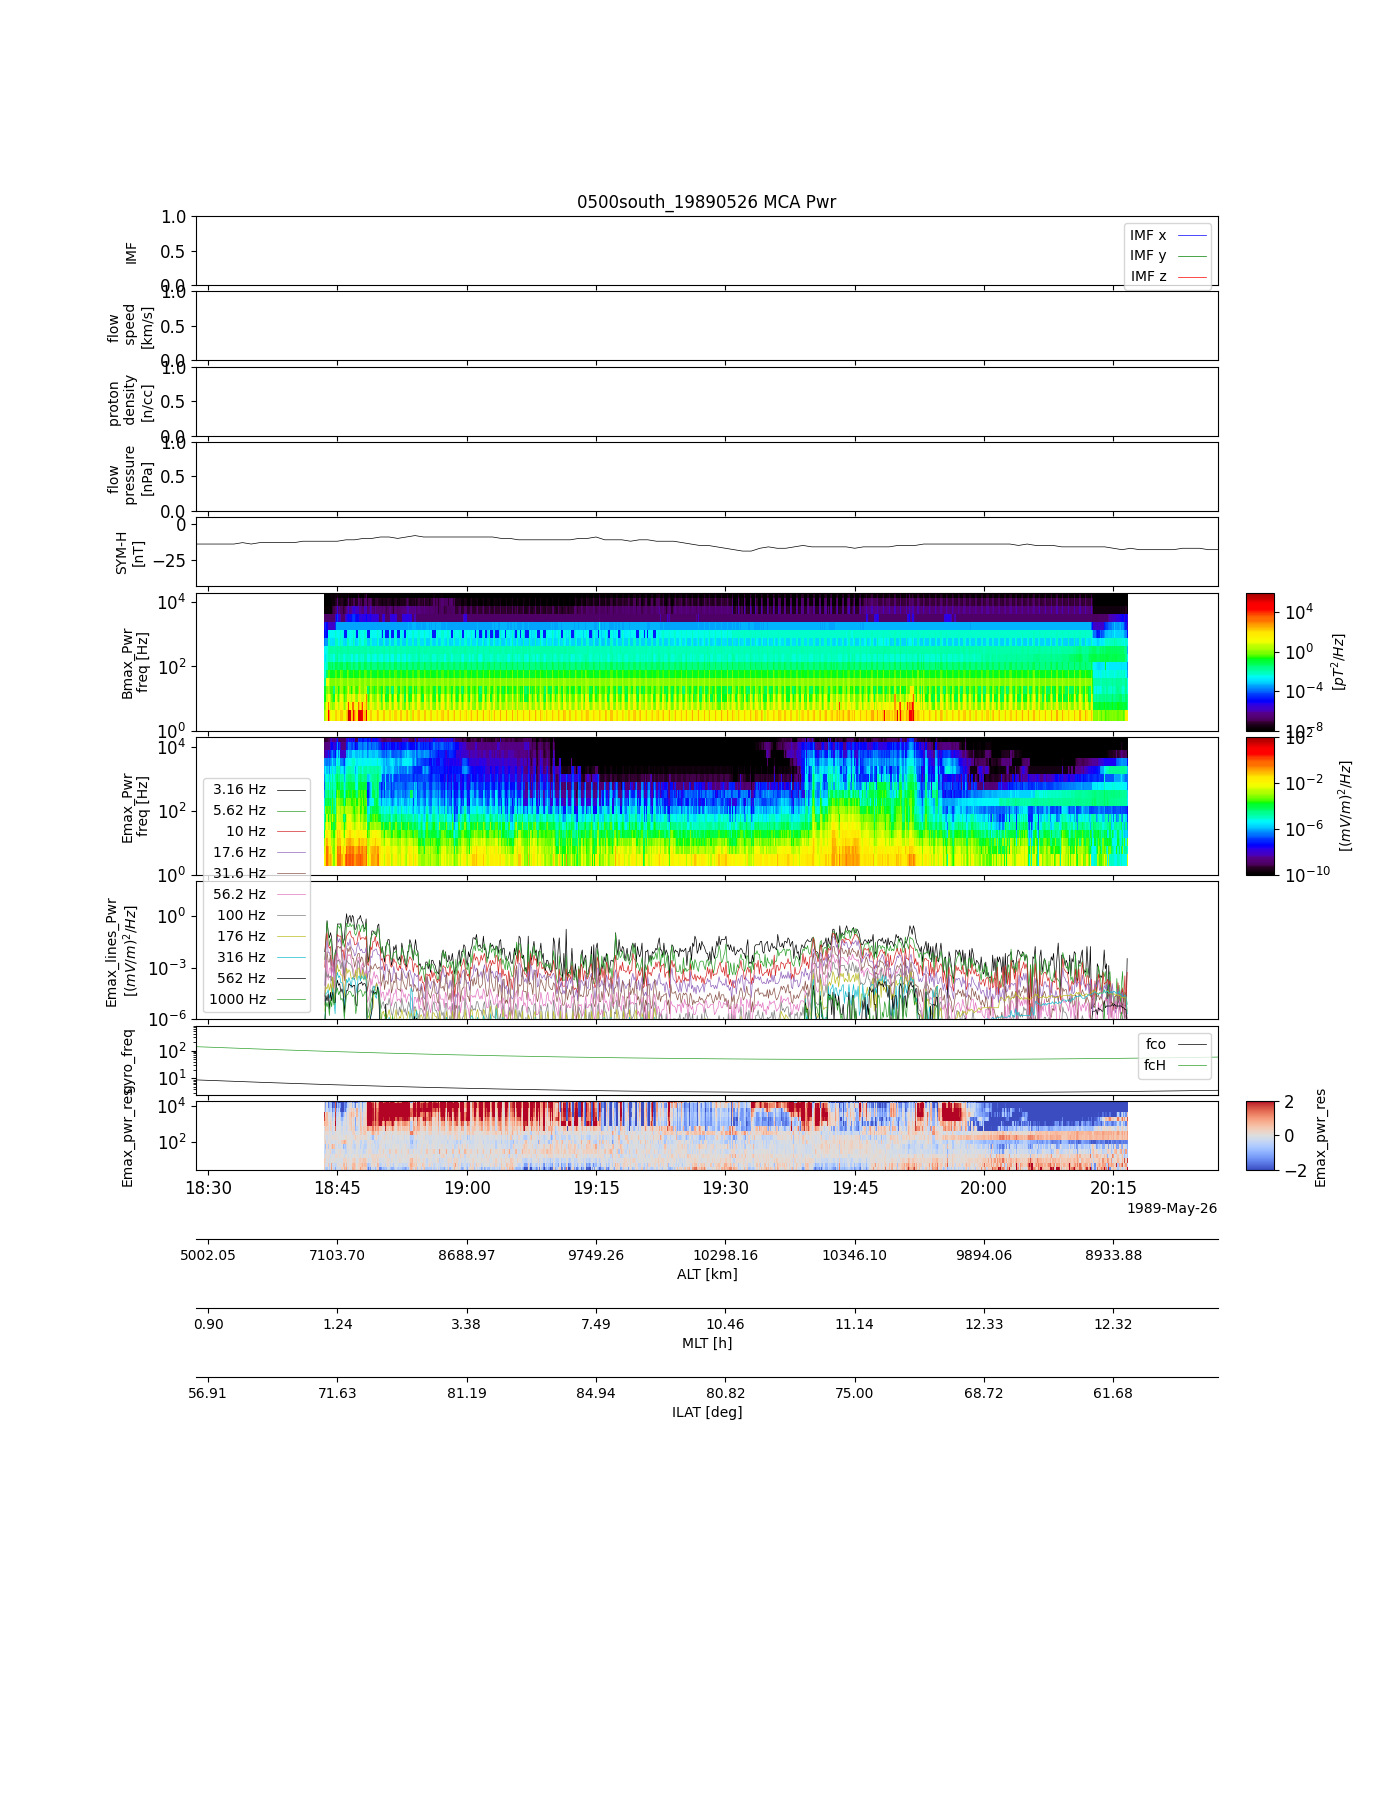 0500south_19890526 MCA Pwr
1.0
0.5
0.0
IMF
IMF x
IMF y
IMF z
1.0
0.5
0.0
flow
speed
[km/s]
1.0
0.5
0.0
proton
density
[n/cc]
1.0
0.5
0.0
flow
pressure
[nPa]
0
−25
SYM-H
[nT]
10^4
10^2
10^0
Bmax_Pwr
freq [Hz]
10^4
10^0
10^−4
10^−8
[pT^2/Hz]
10^4
10^2
10^0
Emax_Pwr
freq [Hz]
10^2
10^−2
10^−6
10^−10
[(mV/m)^2/Hz]
3.16 Hz
5.62 Hz
10 Hz
17.6 Hz
31.6 Hz
56.2 Hz
100 Hz
176 Hz
316 Hz
562 Hz
1000 Hz
10^0
10^−3
10^−6
Emax_lines_Pwr
[(mV/m)^2/Hz]
10^2
10^1
gyro_freq
fco
fcH
10^4
10^2
Emax_pwr_res
2
0
−2
Emax_pwr_res
18:30 18:45 19:00 19:15 19:30 19:45 20:00 20:15
1989-May-26
5002.05 7103.70 8688.97 9749.26 10298.16 10346.10 9894.06 8933.88
ALT [km]
0.90 1.24 3.38 7.49 10.46 11.14 12.33 12.32
MLT [h]
56.91 71.63 81.19 84.94 80.82 75.00 68.72 61.68
ILAT [deg]